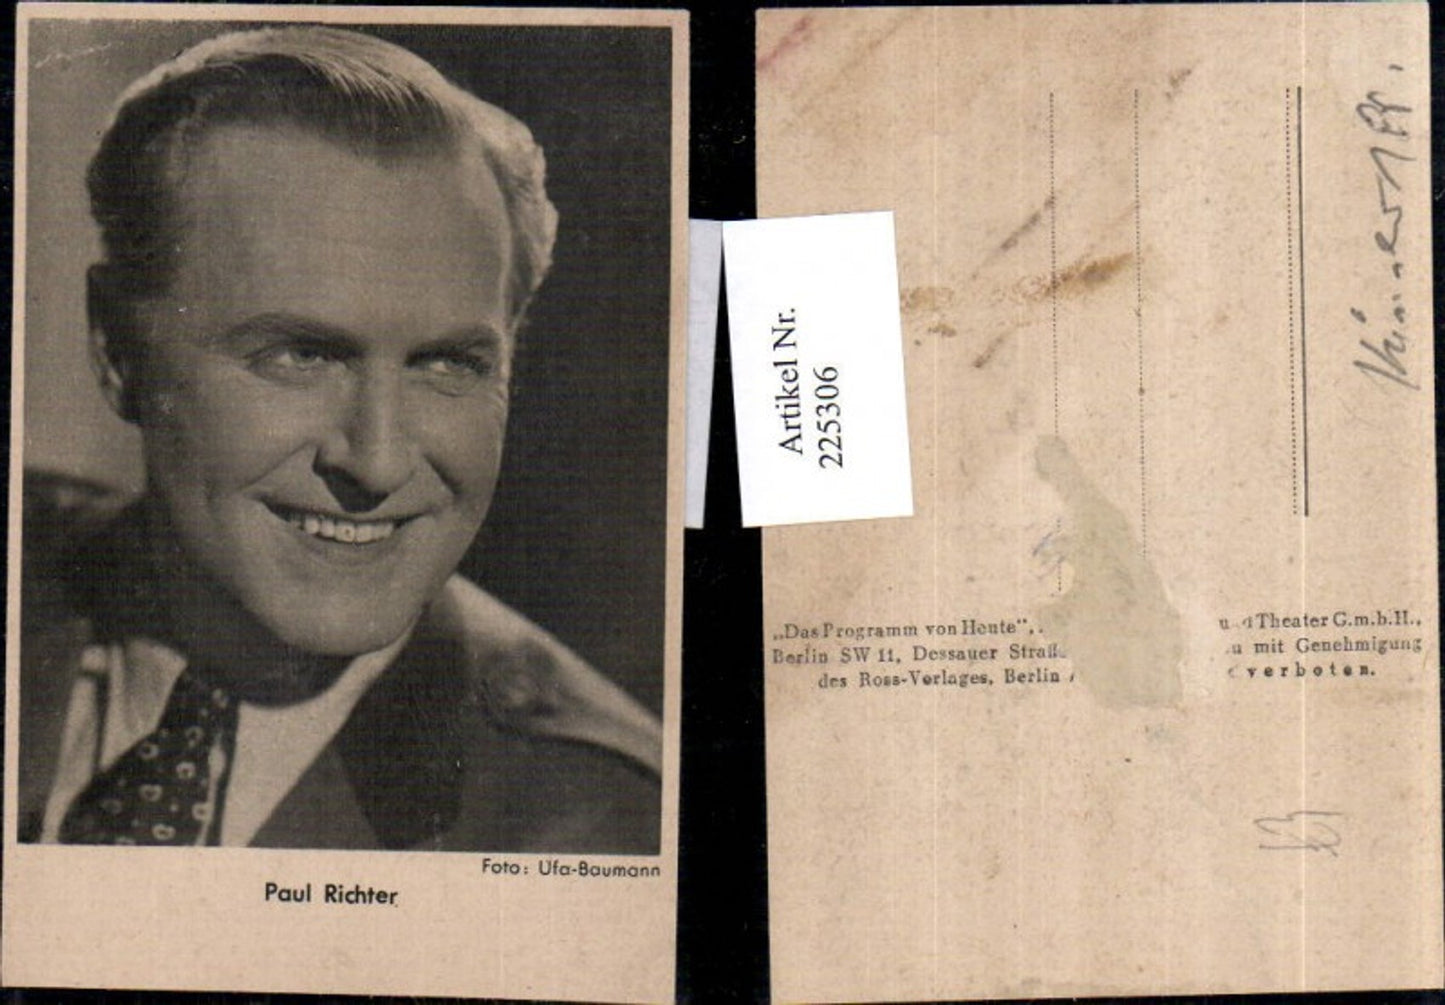 Foto: Ufa-Baumann
Paul Richter
Artikel Nr.
225306
„Das Programm von Heute",
Theater G.m.b.H.,
Berlin SW 11, Dessauer
mit Genehmigung
des Ross-Verlages, Berlin
verboten.